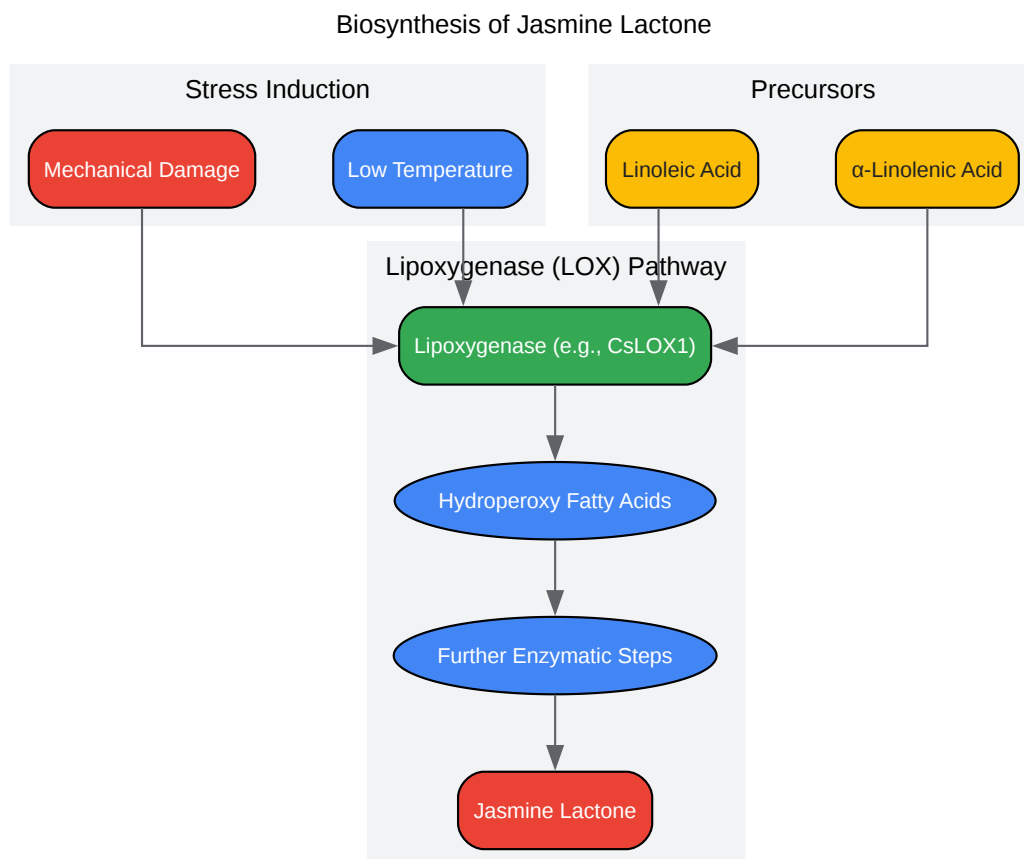 Biosynthesis of Jasmine Lactone
Stress Induction
Precursors
Mechanical Damage
Low Temperature
Linoleic Acid
α-Linolenic Acid
Lipoxygenase (LOX) Pathway
Lipoxygenase (e.g., CsLOX1)
Hydroperoxy Fatty Acids
Further Enzymatic Steps
Jasmine Lactone